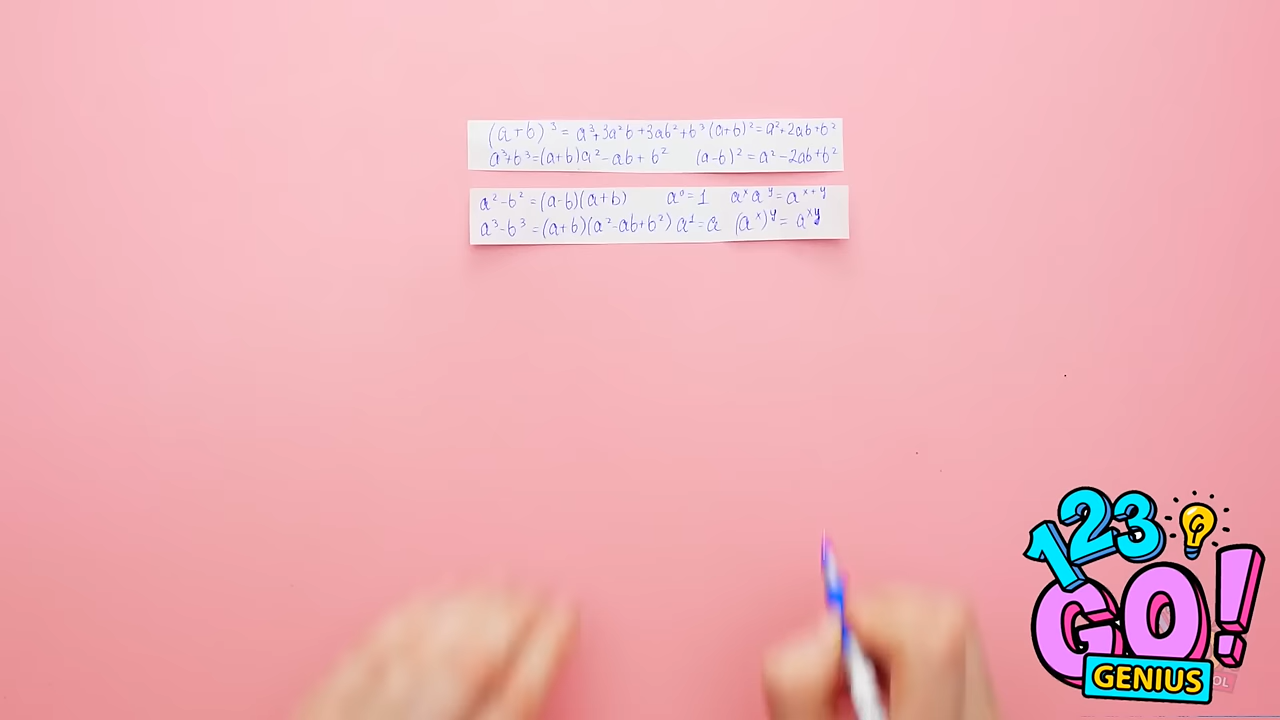 (a+b)³ = a³+3a²b+3ab²+b³ (a+b)²=a²+2ab+b²
a³+b³=(a+b)a²-ab+b² (a-b)²=a²-2ab+b²
a²-b²=(a-b)(a+b) a⁰=1 aˣaʸ=aˣ⁺ʸ
a³-b³=(a+b)(a²-ab+b²) a¹=a (aˣ)ʸ=aˣʸ
123
GO!
GENIUS